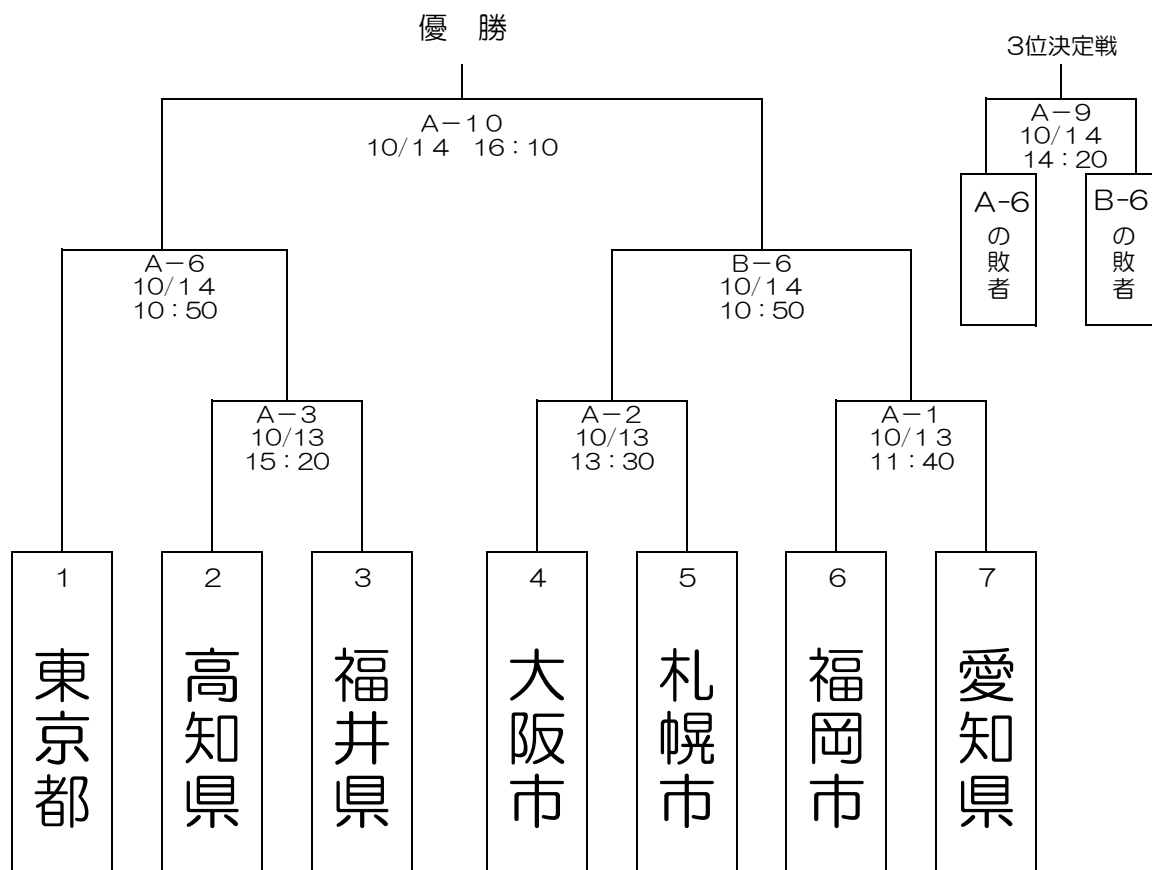 優　勝
3位決定戦
A－10
10/14　16：10
A－9
10/14
14：20
A-6
の敗者
B-6
の敗者
A－6
10/14
10：50
B－6
10/14
10：50
A－3
10/13
15：20
A－2
10/13
13：30
A－1
10/13
11：40
1
東京都
2
高知県
3
福井県
4
大阪市
5
札幌市
6
福岡市
7
愛知県